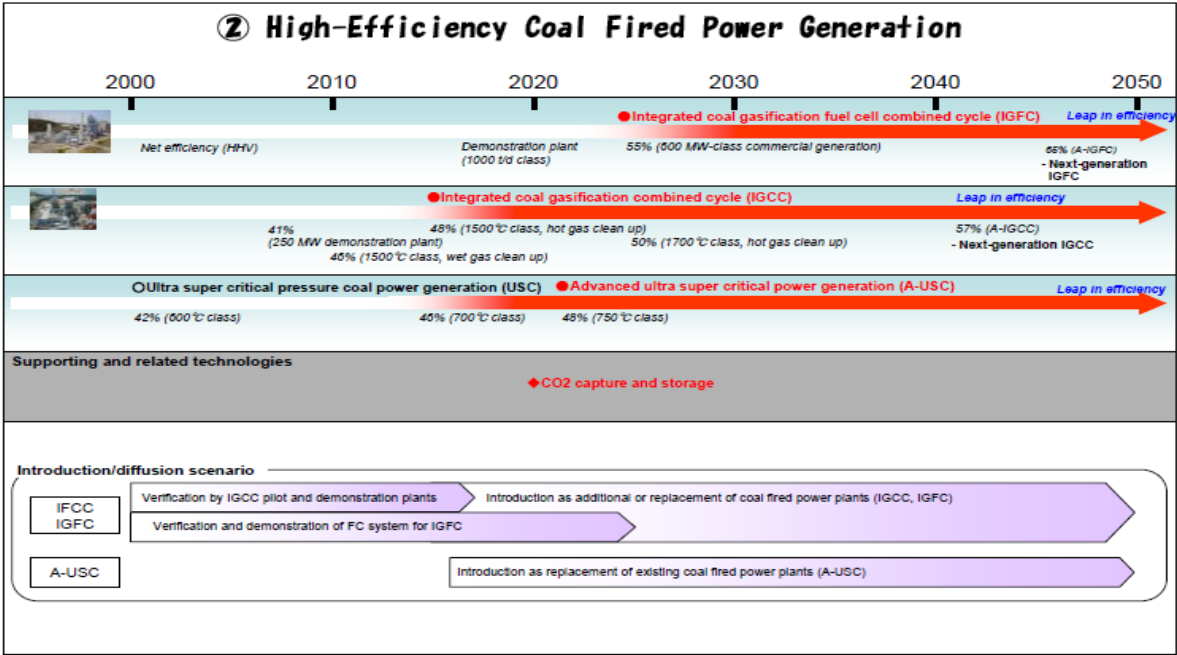 ② High-Efficiency Coal Fired Power Generation
2000 2010 2020 2030 2040 2050
●Integrated coal gasification fuel cell combined cycle (IGFC) Leap in efficiency
Net efficiency (HHV) Demonstration plant 55% (600 MW-class commercial generation) 65% (A-IGFC)
(1000 t/d class) - Next-generation
IGFC
●Integrated coal gasification combined cycle (IGCC) Leap in efficiency
41% 48% (1500℃ class, hot gas clean up) 57% (A-IGCC)
(250 MW demonstration plant) 50% (1700℃ class, hot gas clean up) - Next-generation IGCC
46% (1500℃ class, wet gas clean up)
○Ultra super critical pressure coal power generation (USC) ●Advanced ultra super critical power generation (A-USC) Leap in efficiency
42% (600℃ class) 46% (700℃ class) 48% (750℃ class)
Supporting and related technologies
◆CO2 capture and storage
Introduction/diffusion scenario
IFCC
IGFC
Verification by IGCC pilot and demonstration plants Introduction as additional or replacement of coal fired power plants (IGCC, IGFC)
Verification and demonstration of FC system for IGFC
A-USC Introduction as replacement of existing coal fired power plants (A-USC)